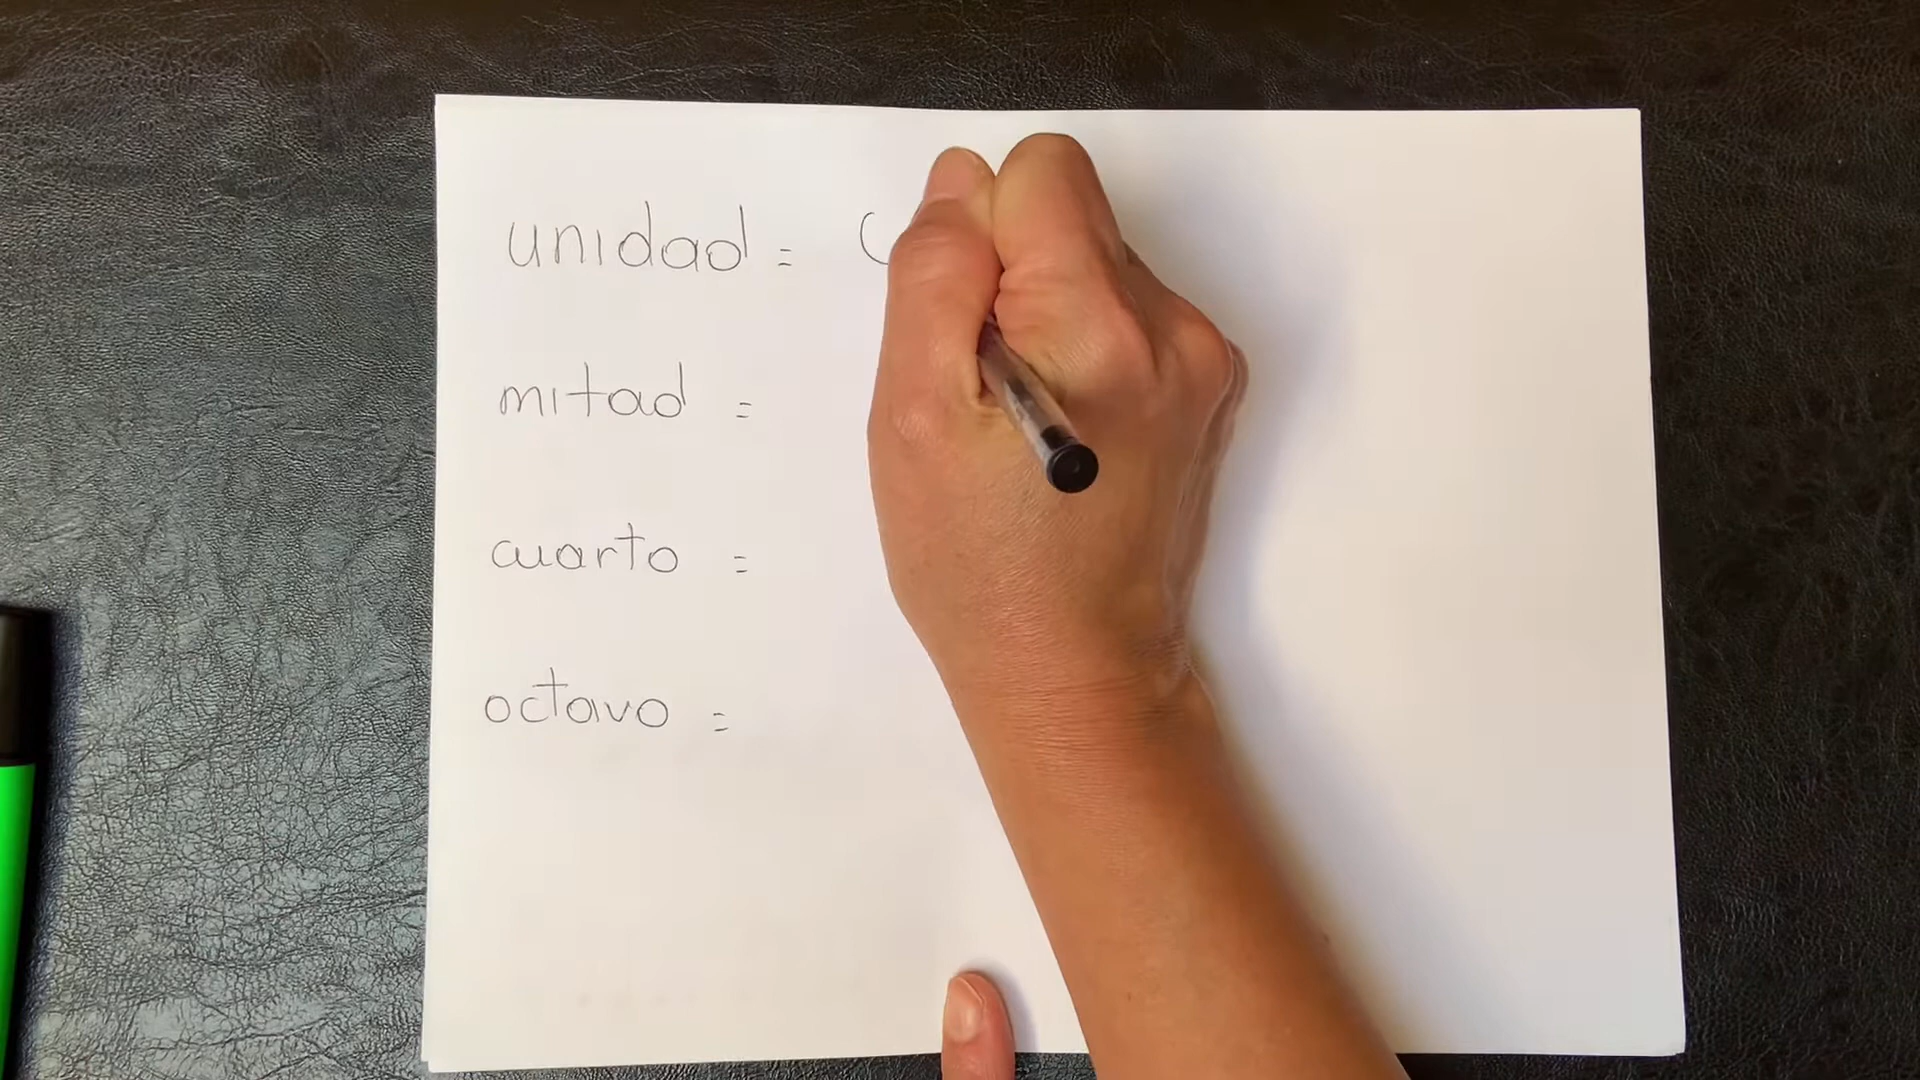 unidad =
mitad =
cuarto =
octavo =